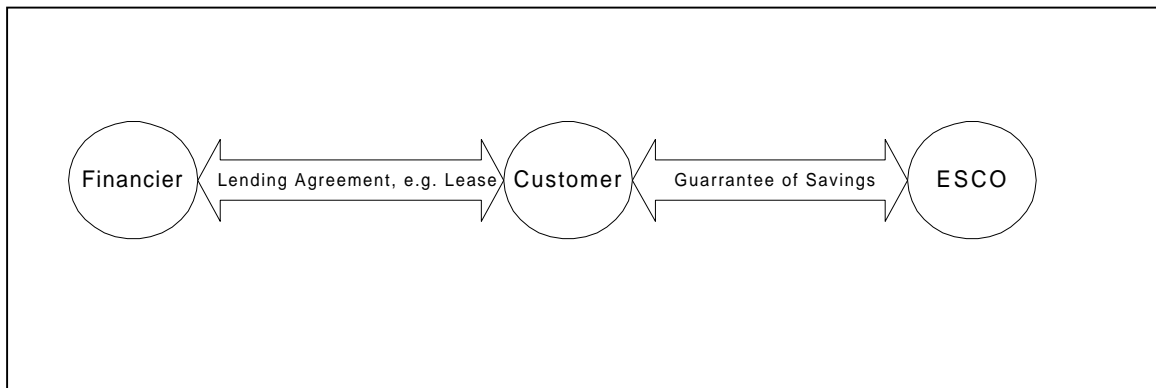 Financier
Lending Agreement, e.g. Lease
Customer
Guarrantee of Savings
ESCO